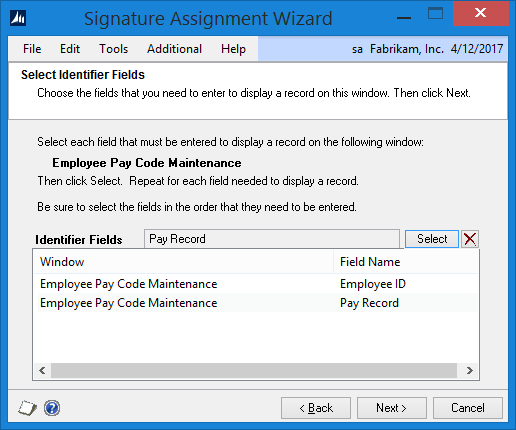 Signature Assignment Wizard
File Edit Tools Additional Help sa Fabrikam, Inc. 4/12/2017
Select Identifier Fields
Choose the fields that you need to enter to display a record on this window. Then click Next.
Select each field that must be entered to display a record on the following window:
Employee Pay Code Maintenance
Then click Select. Repeat for each field needed to display a record.
Be sure to select the fields in the order that they need to be entered.
Identifier Fields Pay Record Select
Window Field Name
Employee Pay Code Maintenance Employee ID
Employee Pay Code Maintenance Pay Record
< Back Next > Cancel